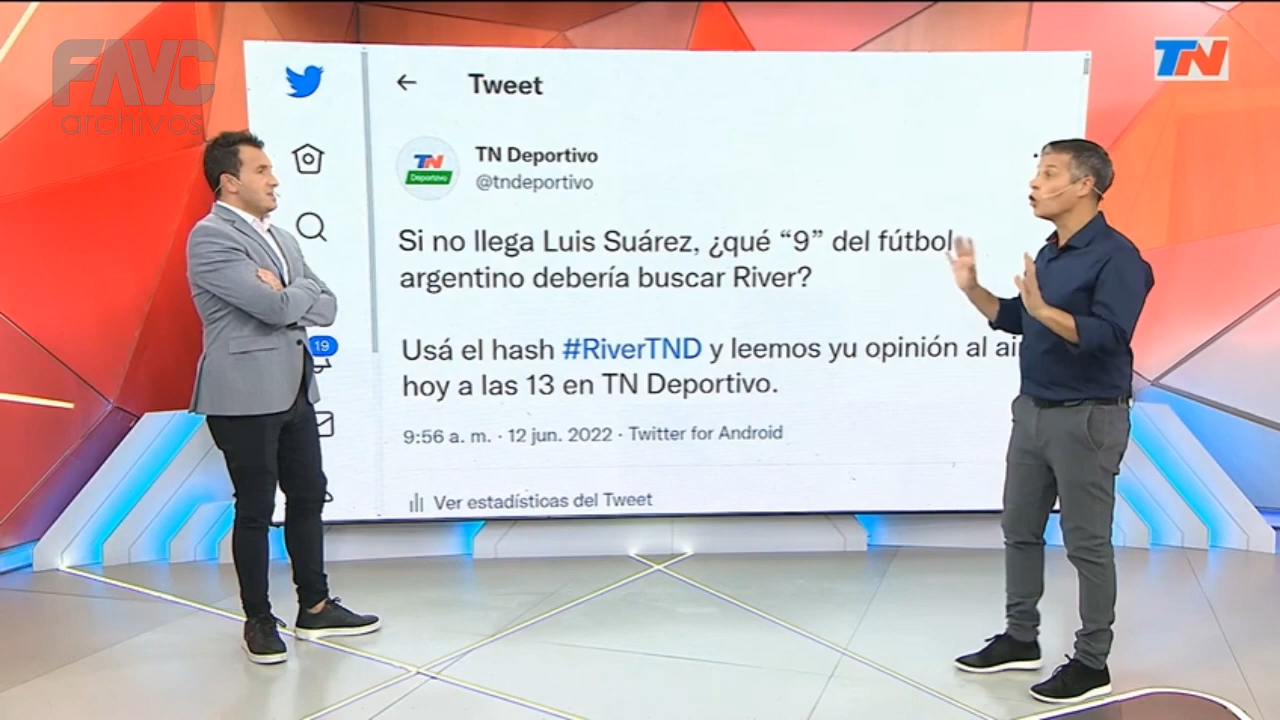 FAVC
archivos
TN
Tweet
TN
Deportivo
TN Deportivo
@tndeportivo
Si no llega Luis Suárez, ¿qué “9” del fútbol
argentino debería buscar River?
Usá el hash #RiverTND y leemos yu opinión al ai
hoy a las 13 en TN Deportivo.
19
9:56 a. m. · 12 jun. 2022 · Twitter for Android
Ver estadísticas del Tweet